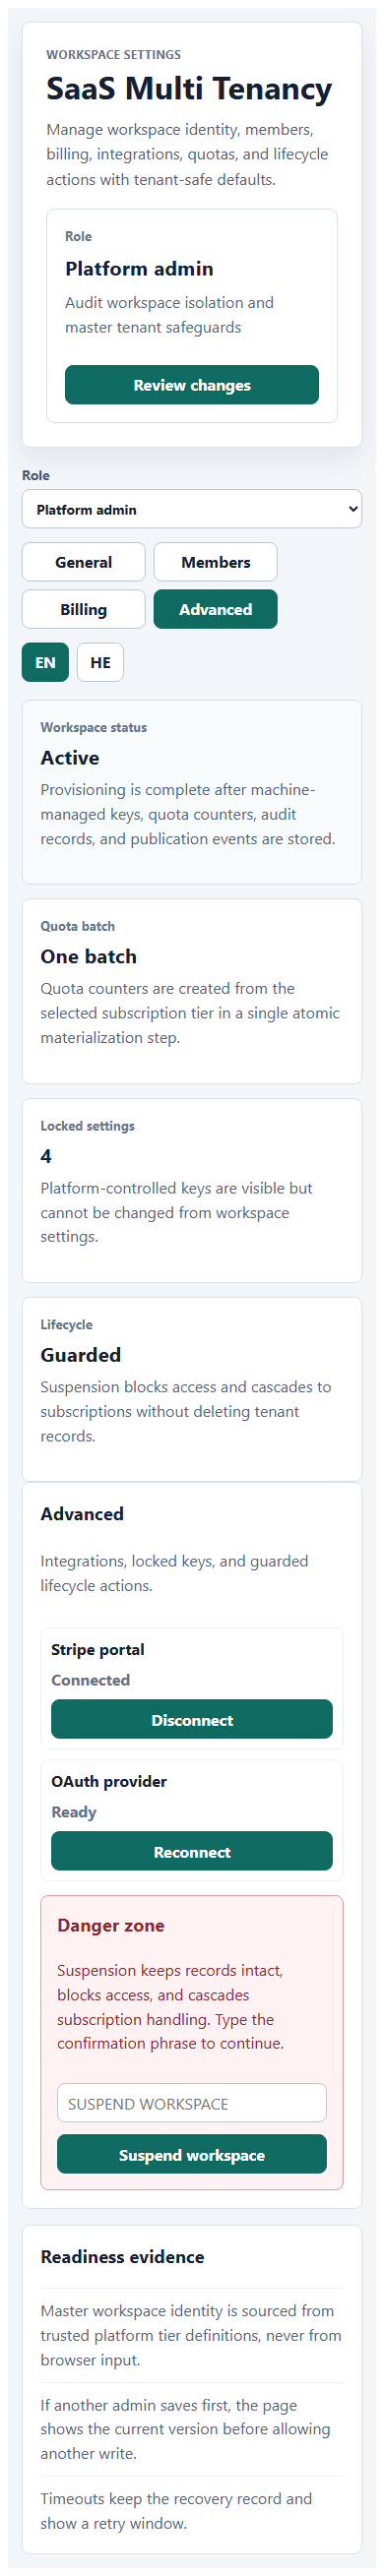 WORKSPACE SETTINGS
SaaS Multi Tenancy
Manage workspace identity, members,
billing, integrations, quotas, and lifecycle
actions with tenant-safe defaults.
Role
Platform admin
Audit workspace isolation and
master tenant safeguards
Review changes
Role
Platform admin
General
Members
Billing
Advanced
EN
HE
Workspace status
Active
Provisioning is complete after machine-
managed keys, quota counters, audit
records, and publication events are stored.
Quota batch
One batch
Quota counters are created from the
selected subscription tier in a single atomic
materialization step.
Locked settings
4
Platform-controlled keys are visible but
cannot be changed from workspace
settings.
Lifecycle
Guarded
Suspension blocks access and cascades to
subscriptions without deleting tenant
records.
Advanced
Integrations, locked keys, and guarded
lifecycle actions.
Stripe portal
Connected
Disconnect
OAuth provider
Ready
Reconnect
Danger zone
Suspension keeps records intact,
blocks access, and cascades
subscription handling. Type the
confirmation phrase to continue.
SUSPEND WORKSPACE
Suspend workspace
Readiness evidence
Master workspace identity is sourced from
trusted platform tier definitions, never from
browser input.
If another admin saves first, the page
shows the current version before allowing
another write.
Timeouts keep the recovery record and
show a retry window.